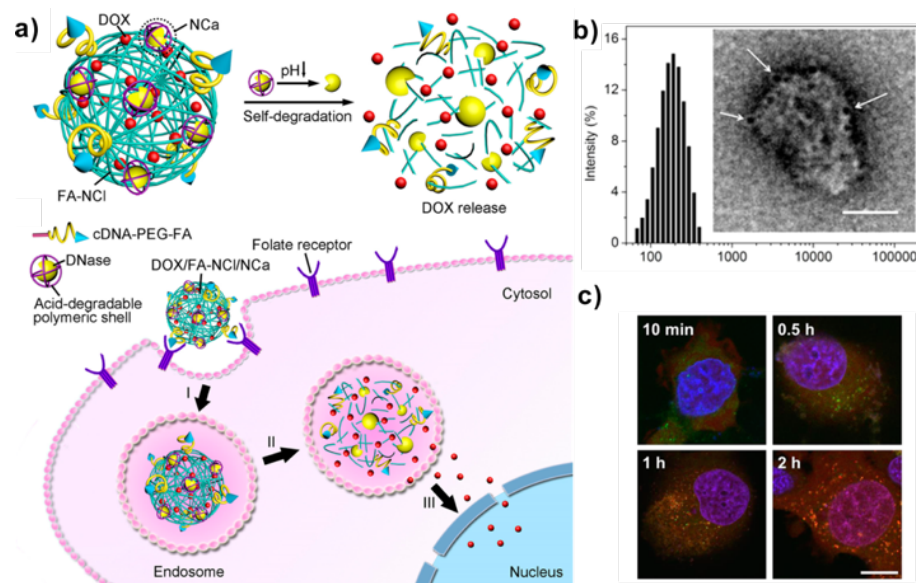 a)
DOX
NCa
pH↓
Self-degradation
FA-NCl
DOX release
cDNA-PEG-FA
DNase
Acid-degradable
polymeric shell
Folate receptor
DOX/FA-NCl/NCa
Cytosol
I
II
III
Endosome
Nucleus
b)
Intensity (%)
16
12
8
4
0
100
1000
10000
100000
c)
10 min
0.5 h
1 h
2 h